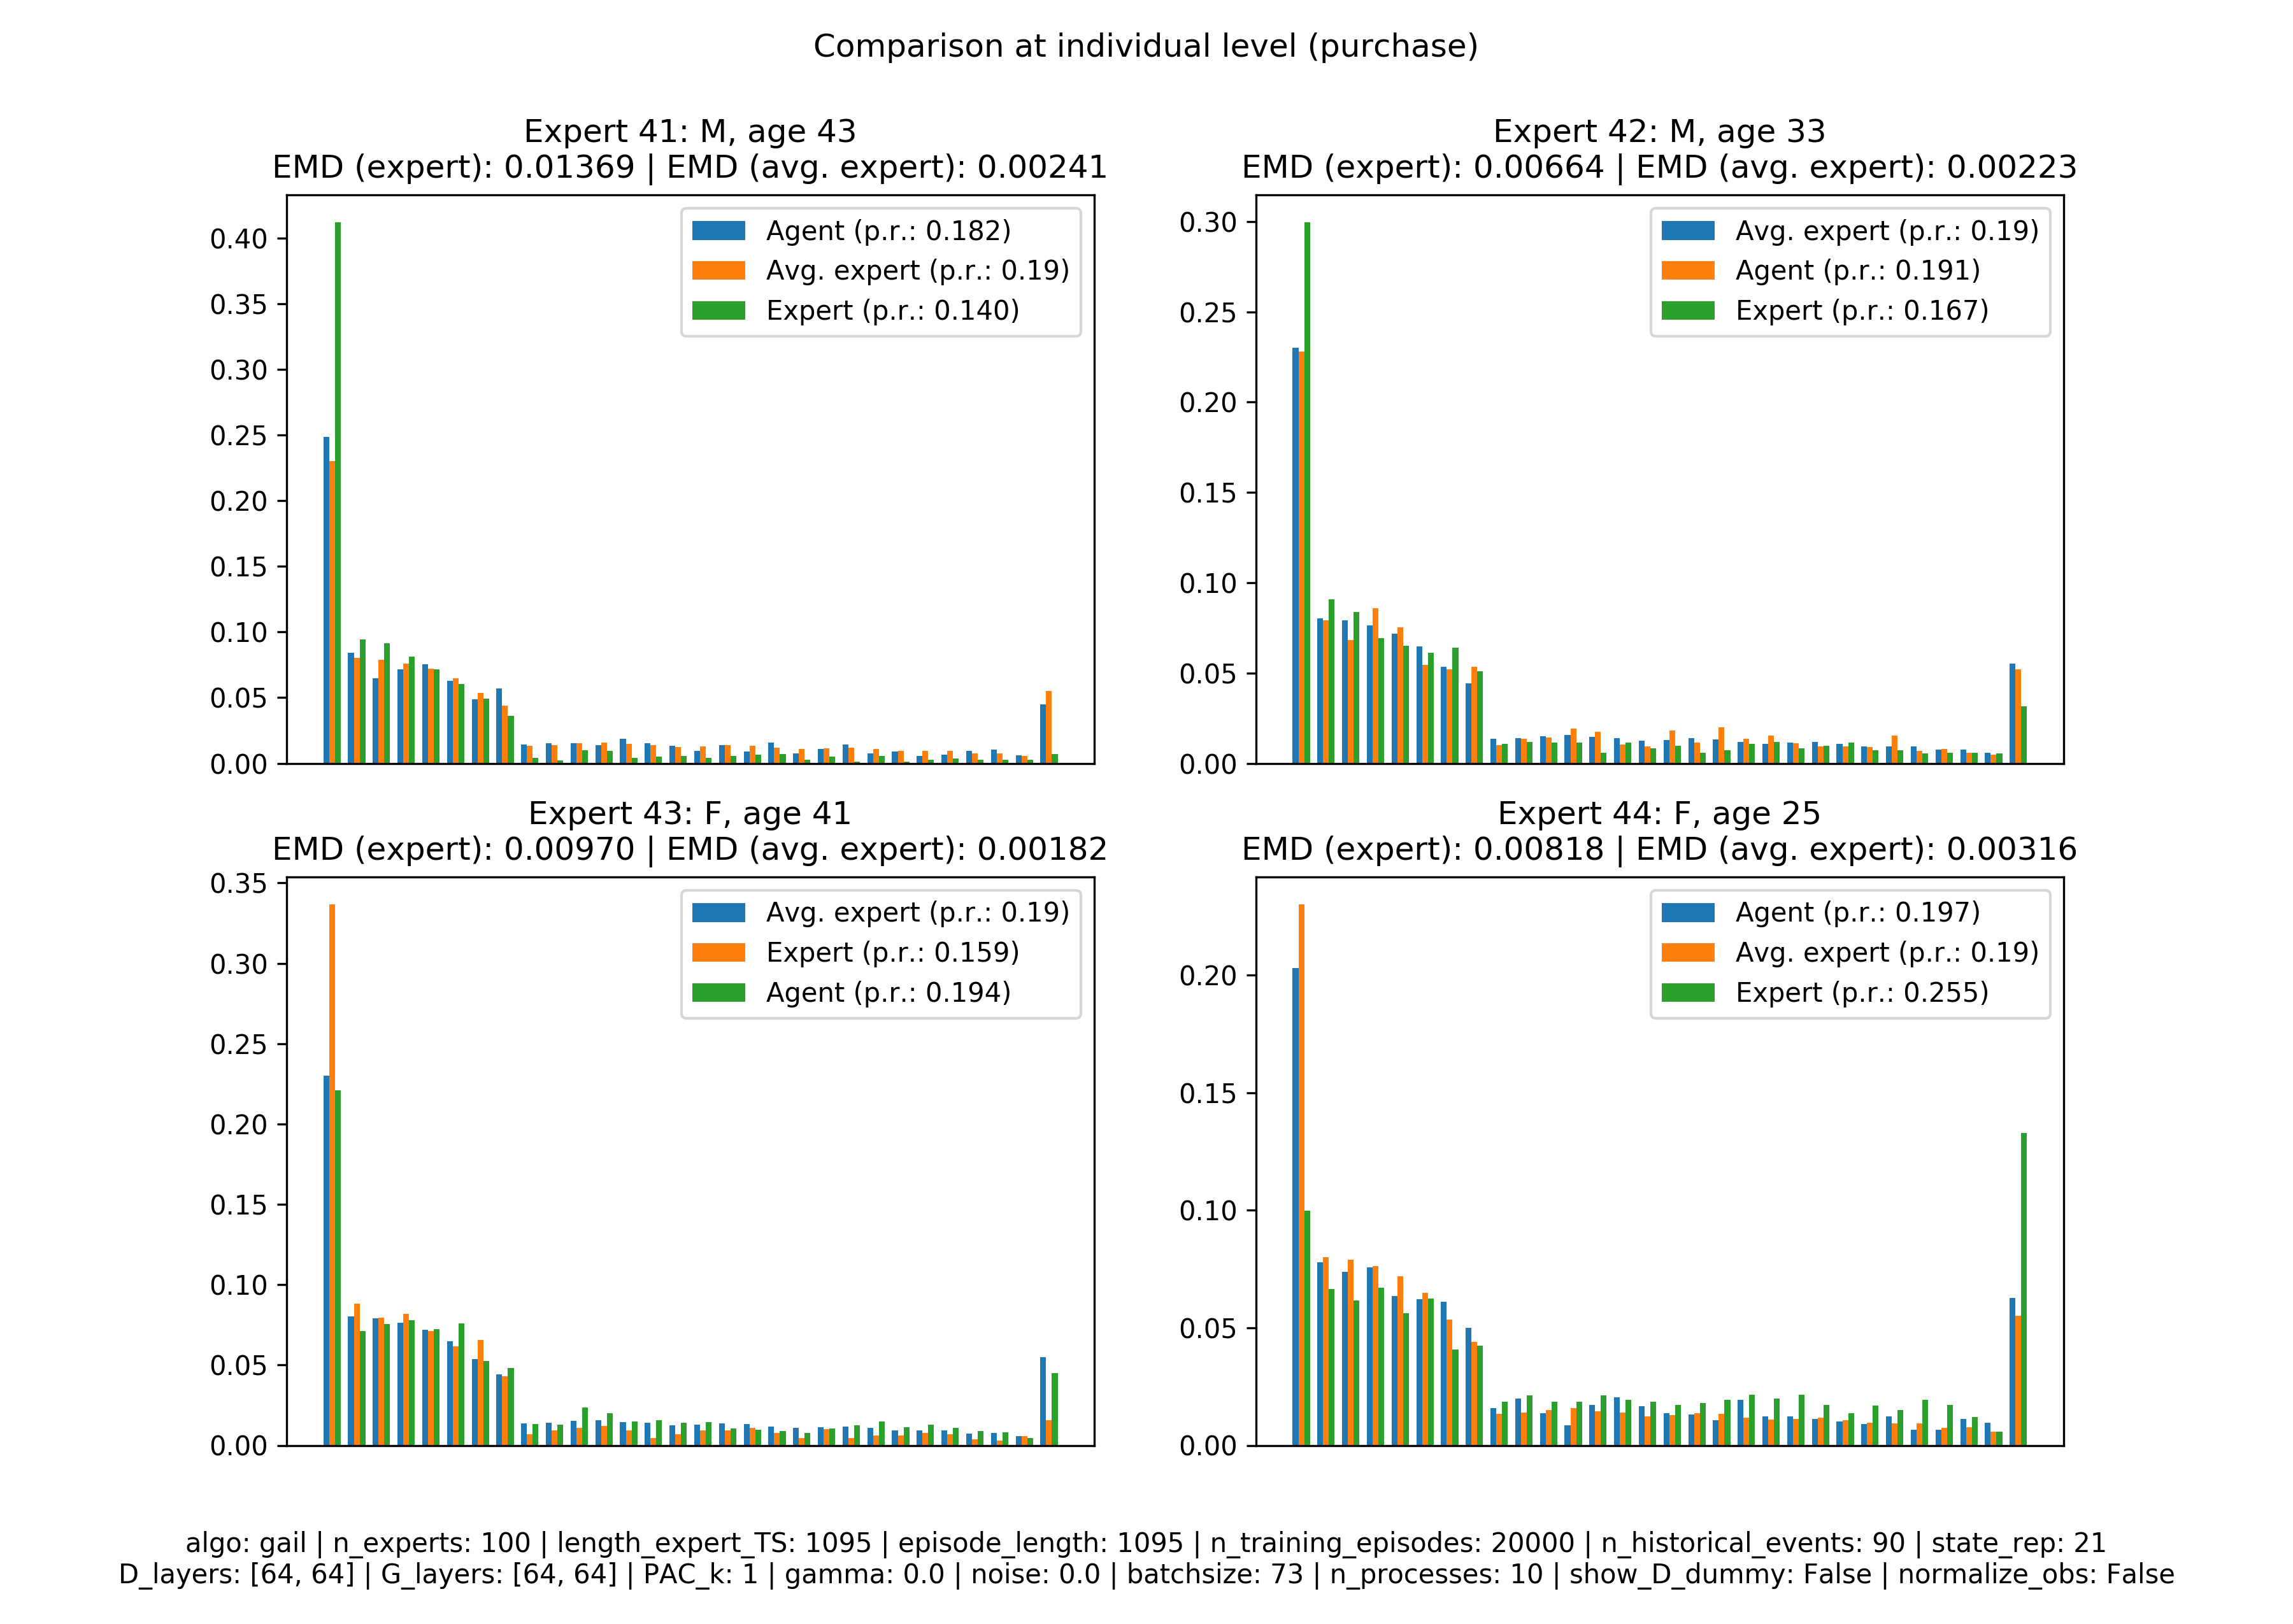 Comparison at individual level (purchase)
Expert 41: M, age 43
EMD (expert): 0.01369 | EMD (avg. expert): 0.00241
0.40
0.35
0.30
0.25
0.20
0.15
0.10
0.05
0.00
Agent (p.r.: 0.182)
Avg. expert (p.r.: 0.19)
Expert (p.r.: 0.140)
Expert 42: M, age 33
EMD (expert): 0.00664 | EMD (avg. expert): 0.00223
0.30
0.25
0.20
0.15
0.10
0.05
0.00
Avg. expert (p.r.: 0.19)
Agent (p.r.: 0.191)
Expert (p.r.: 0.167)
Expert 43: F, age 41
EMD (expert): 0.00970 | EMD (avg. expert): 0.00182
0.35
0.30
0.25
0.20
0.15
0.10
0.05
0.00
Avg. expert (p.r.: 0.19)
Expert (p.r.: 0.159)
Agent (p.r.: 0.194)
Expert 44: F, age 25
EMD (expert): 0.00818 | EMD (avg. expert): 0.00316
0.20
0.15
0.10
0.05
0.00
Agent (p.r.: 0.197)
Avg. expert (p.r.: 0.19)
Expert (p.r.: 0.255)
algo: gail | n_experts: 100 | length_expert_TS: 1095 | episode_length: 1095 | n_training_episodes: 20000 | n_historical_events: 90 | state_rep: 21
D_layers: [64, 64] | G_layers: [64, 64] | PAC_k: 1 | gamma: 0.0 | noise: 0.0 | batchsize: 73 | n_processes: 10 | show_D_dummy: False | normalize_obs: False